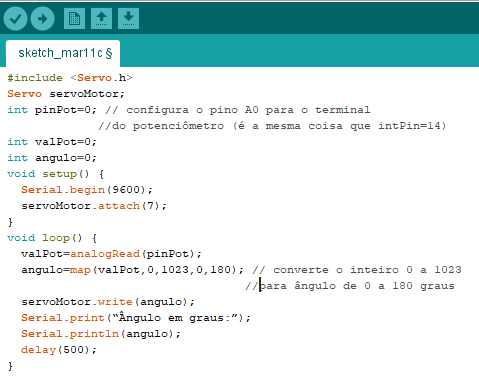 sketch_mar11c §
#include <Servo.h>
Servo servoMotor;
int pinPot=0; // configura o pino A0 para o terminal
//do potenciômetro (é a mesma coisa que intPin=14)
int valPot=0;
int angulo=0;
void setup() {
Serial.begin(9600);
servoMotor.attach(7);
}
void loop() {
valPot=analogRead(pinPot);
angulo=map(valPot,0,1023,0,180); // converte o inteiro 0 a 1023
//para ângulo de 0 a 180 graus
servoMotor.write(angulo);
Serial.print(“Ângulo em graus:”);
Serial.println(angulo);
delay(500);
}